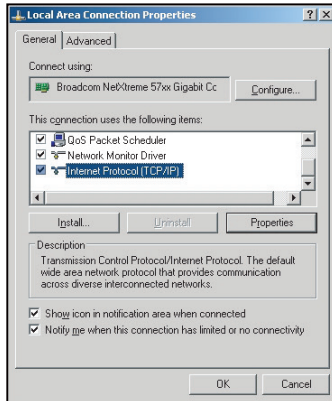 Local Area Connection Properties
General Advanced
Connect using:
Broadcom NetXtreme 57xx Gigabit Cc Configure...
This connection uses the following items:
QoS Packet Scheduler
Network Monitor Driver
Internet Protocol (TCP/IP)
Install... Uninstall Properties
Description
Transmission Control Protocol/Internet Protocol. The default
wide area network protocol that provides communication
across diverse interconnected networks.
Show icon in notification area when connected
Notify me when this connection has limited or no connectivity
OK Cancel